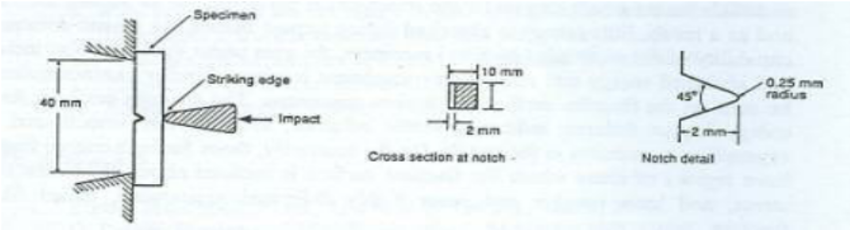 Specimen
Striking edge
40 mm
Impact
10 mm
2 mm
Cross section at notch -
45°
0.25 mm
radius
2 mm
Notch detail